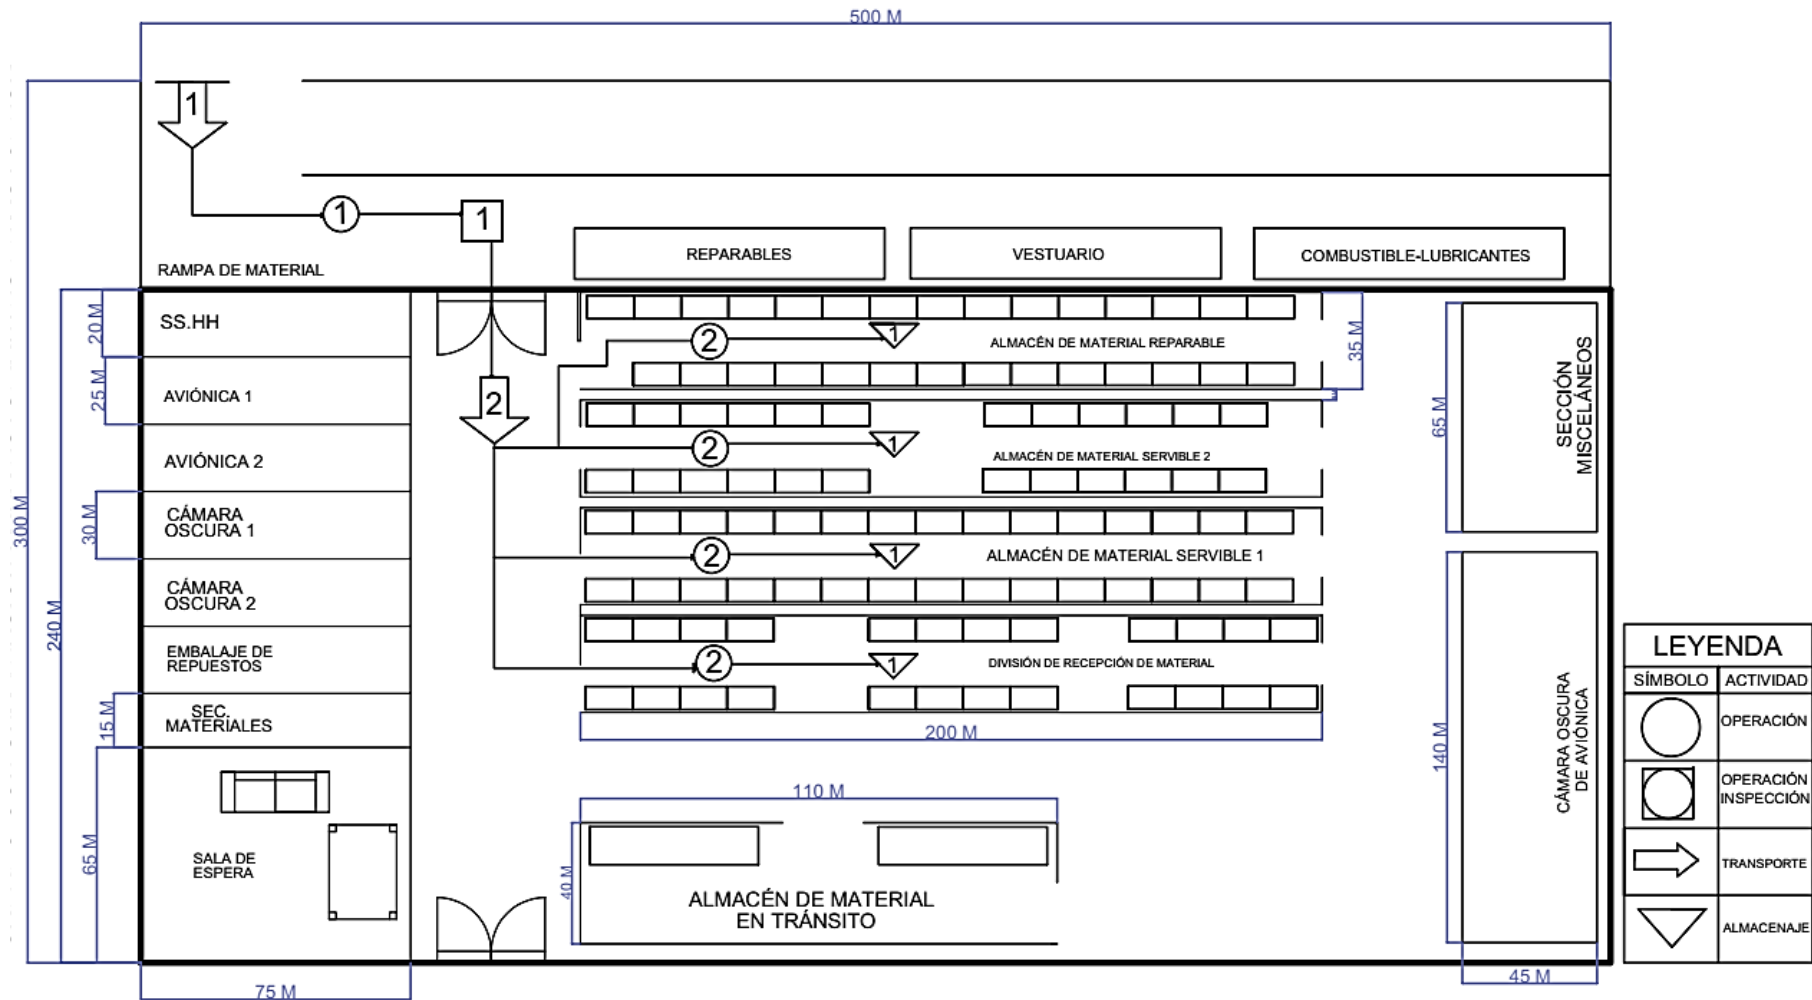 500 M
1
1
1
REPARABLES
VESTUARIO
COMBUSTIBLE-LUBRICANTES
RAMPA DE MATERIAL
SS.HH
20 M
2
1
ALMACÉN DE MATERIAL REPARABLE
35 M
AVIÓNICA 1
25 M
2
SECCIÓN
MISCELÁNEOS
65 M
AVIÓNICA 2
2
1
ALMACÉN DE MATERIAL SERVIBLE 2
300 M
CÁMARA
OSCURA 1
30 M
2
1
ALMACÉN DE MATERIAL SERVIBLE 1
CÁMARA
OSCURA 2
240 M
EMBALAJE DE
REPUESTOS
2
1
DIVISIÓN DE RECEPCIÓN DE MATERIAL
SEC.
MATERIALES
15 M
200 M
CÁMARA OSCURA
DE AVIÓNICA
140 M
110 M
SALA DE
ESPERA
65 M
40 M
ALMACÉN DE MATERIAL
EN TRÁNSITO
75 M
45 M
LEYENDA
SÍMBOLO ACTIVIDAD
OPERACIÓN
OPERACIÓN
INSPECCIÓN
TRANSPORTE
ALMACENAJE